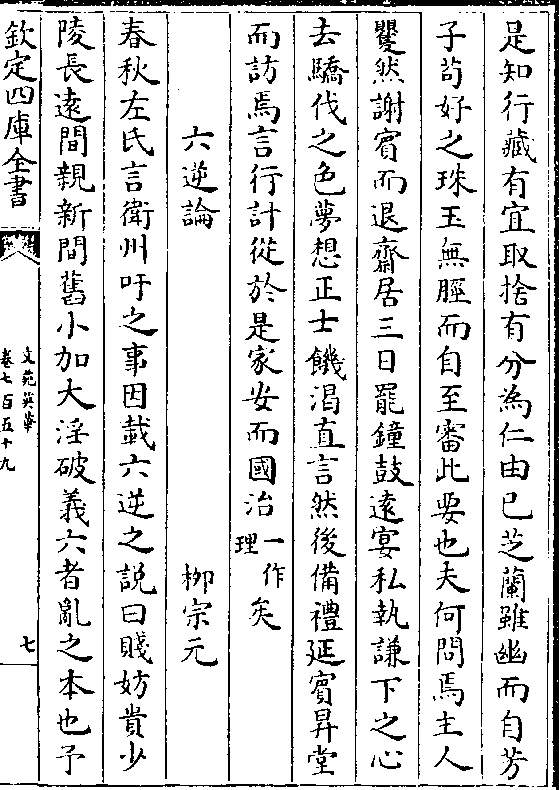 是知行藏有宜取捨有分為仁由已芝蘭雖幽而自芳
子苟好之珠玉無脛而自至審此要也夫何問焉主人
矍然謝賓而退齋居三日罷鐘鼓遠宴私執謙下之心
去驕伐之色夢想正士饑渴直言然後備禮延賓昇堂
而訪焉言行計從於是家安而國治一作理矣
六逆論 柳宗元
春秋左氏言衛州吁之事因載六逆之說曰賤妨貴少
陵長遠間親新間舊小加大淫破義六者亂之本也予
欽定四庫全書
文苑英華
卷七百五十九
七